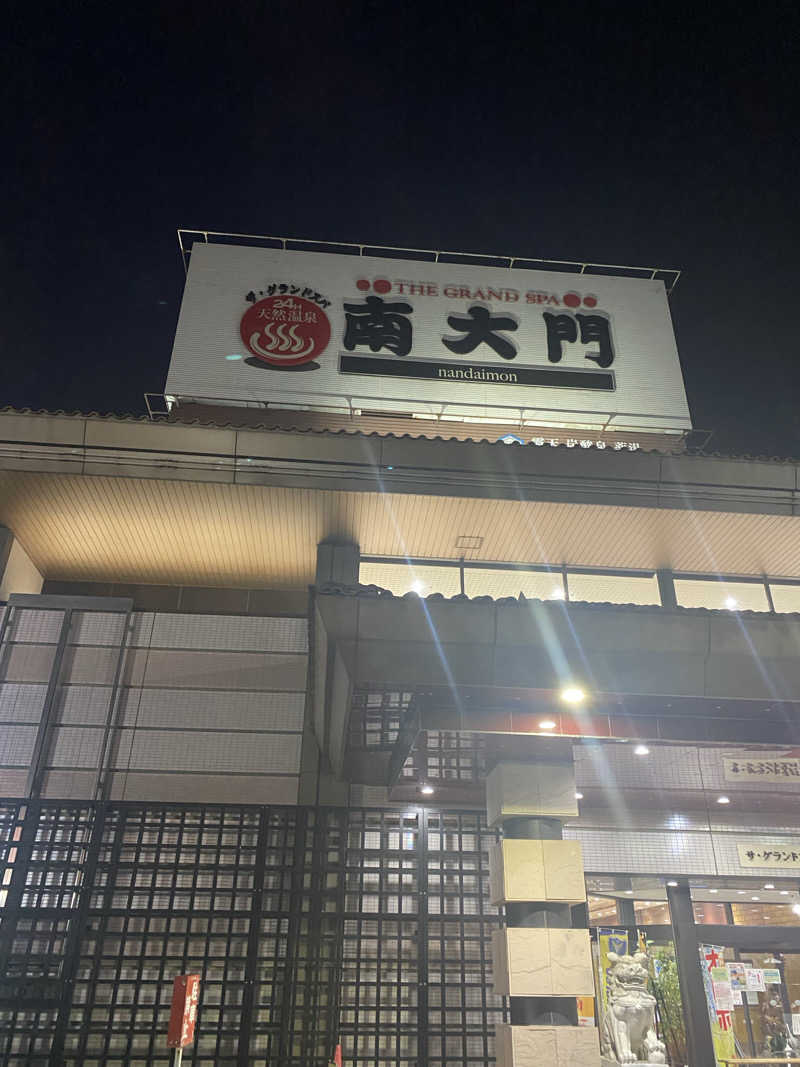 ザ・グランドスパ
24H
天然温泉
THE GRAND SPA
南大門
nandaimon
サ・グランド